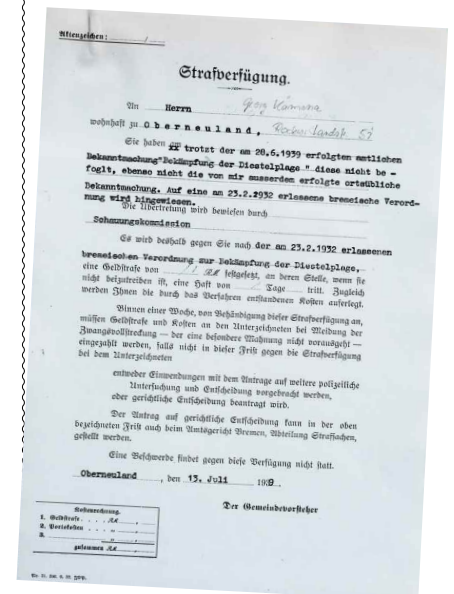 Aktenzeichen:
Strafverfügung.
An Herrn Georg
wohnhaft zu Oberneuland, Landstr. 57
Sie haben xx trotzt der am 20.6.1939 erfolgten amtlichen
Bekanntmachung"Bekämpfung der Diestelplage " diese nicht be -
foglt, ebenso nicht die von mir ausserdem erfolgte ortsübliche
Bekanntmachung. Auf eine am 23.2.1932 erlassene bremische Verord-
nung wird hingewiesen.
Die Übertretung wird bewiesen durch
Schauungskommission
Es wird deshalb gegen Sie nach der am 23.2.1932 erlassenen
bremeischen Verordnung zur Bekämpfung der Diestelplage,
eine Geldstrafe von RM festgesetzt, an deren Stelle, wenn sie
nicht beizutreiben ist, eine Haft von Tage tritt. Zugleich
werden Ihnen die durch das Verfahren entstandenen Kosten auferlegt.
Binnen einer Woche, von Behändigung dieser Strafverfügung an,
müssen Geldstrafe und Kosten an den Unterzeichneten bei Meidung der
Zwangsvollstreckung — der eine besondere Mahnung nicht vorausgeht —
eingezahlt werden, falls nicht in dieser Frist gegen die Strafverfügung
bei dem Unterzeichneten
entweder Einwendungen mit dem Antrage auf weitere polizeiliche
Untersuchung und Entscheidung vorgebracht werden,
oder gerichtliche Entscheidung beantragt wird.
Der Antrag auf gerichtliche Entscheidung kann in der oben
bezeichneten Frist auch beim Amtsgericht Bremen, Abteilung Strafsachen,
gestellt werden.
Eine Beschwerde findet gegen diese Verfügung nicht statt.
Oberneuland, den 13. Juli 1939.
Der Gemeindevorsteher
Kostenrechnung.
1. Geldstrafe . . . . RM
2. Portokosten . . . „
3. „
zusammen RM